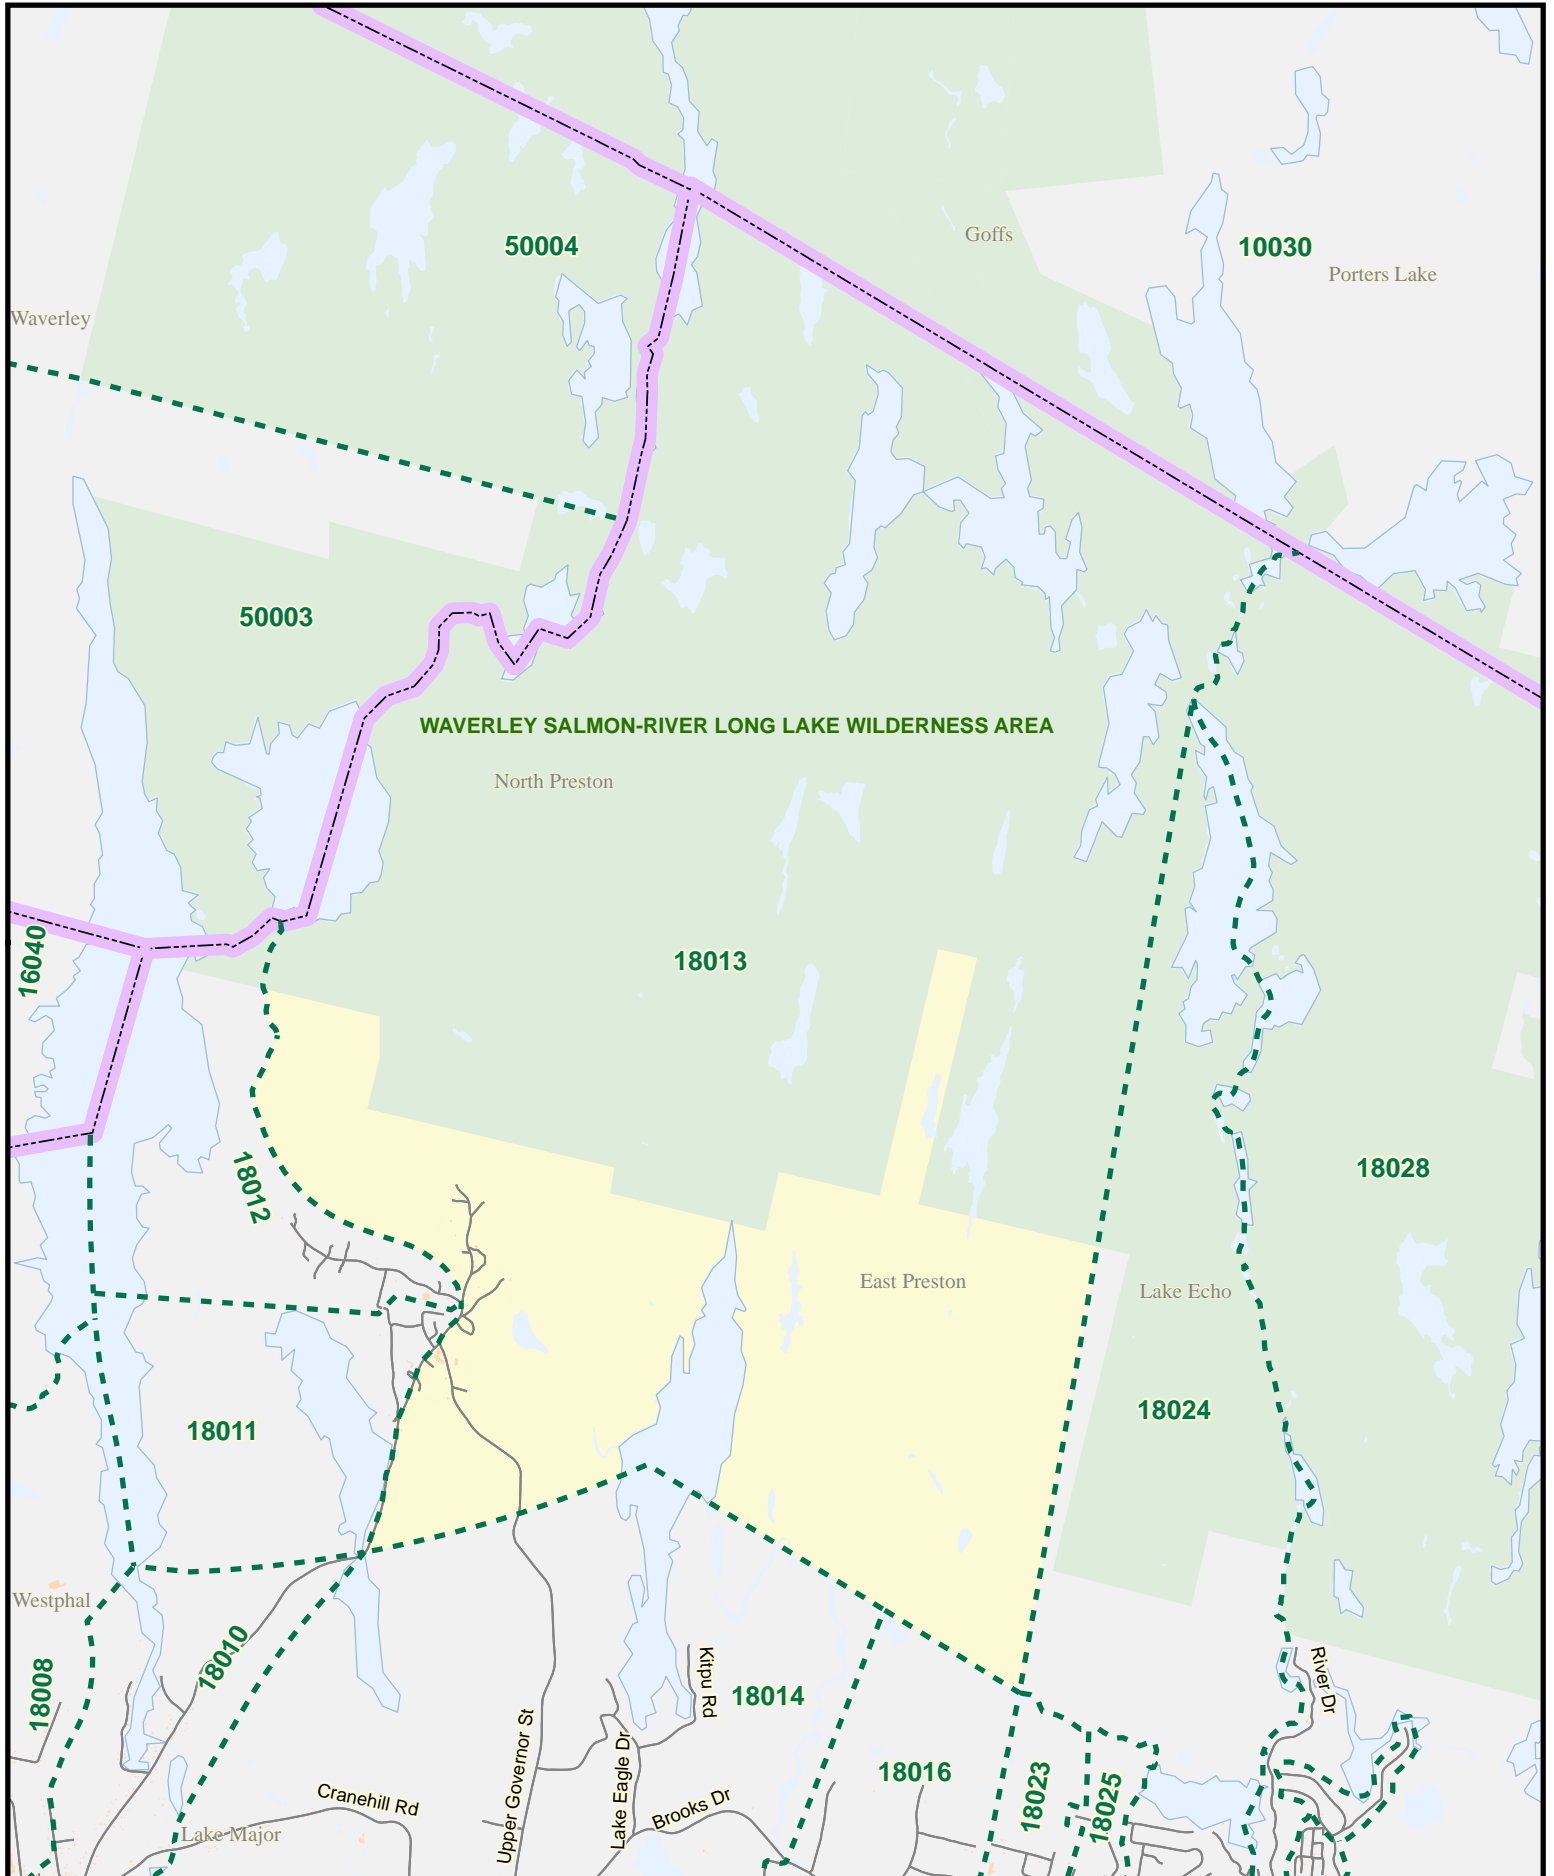 50004
Goffs
10030
Porters Lake
Waverley
50003
WAVERLEY SALMON-RIVER LONG LAKE WILDERNESS AREA
North Preston
16040
18013
18012
18028
East Preston
Lake Echo
18024
18011
Westphal
18010
18008
Kitpu Rd
18014
River Dr
Upper Governor St
Lake Eagle Dr
18016
18023
18025
Cranehill Rd
Brooks Dr
Lake Major